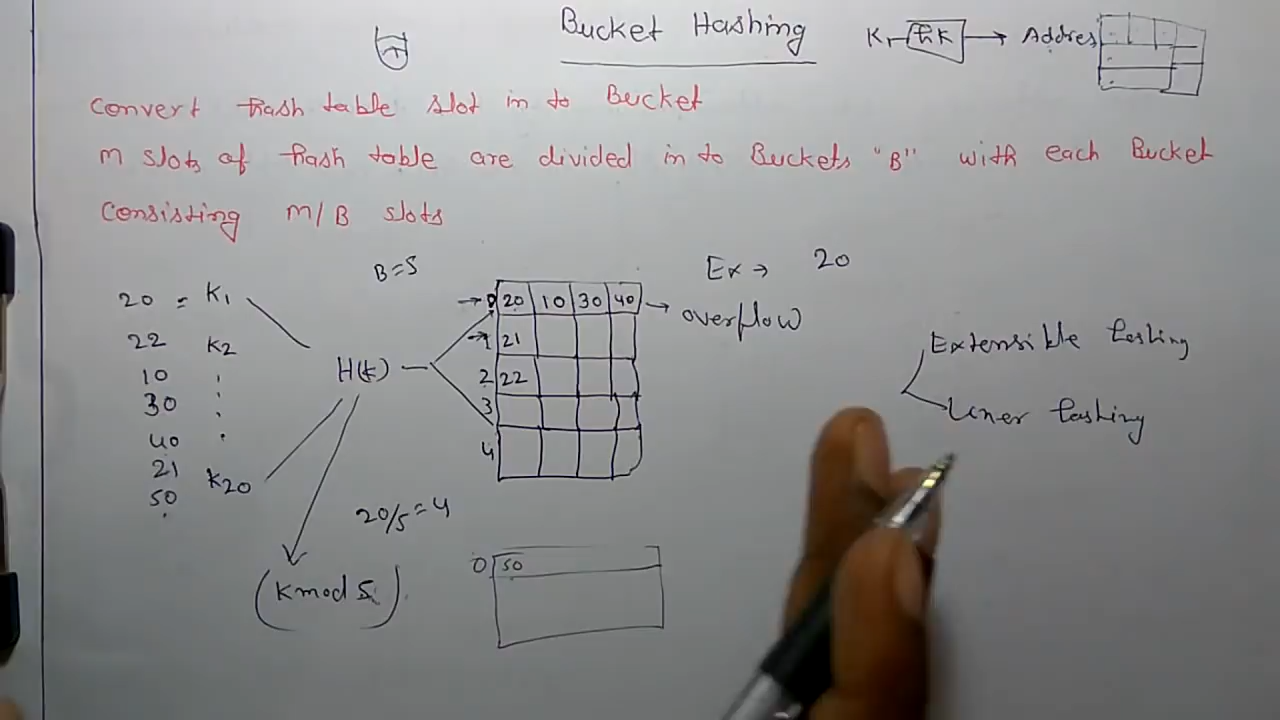 Bucket Hashing
K, hK → Addres
Convert hash table slot in to Bucket
M slots of hash table are divided in to Buckets "B" with each Bucket
Consisting M/B slots
B=5
Ex → 20
20 = K1
22 K2
10
30
40
21
50 K20
H(k)
0 20 10 30 40 → overflow
1 21
2 22
3
4
Extensible hashing
Liner hashing
20/5=4
(K mod 5)
0 50